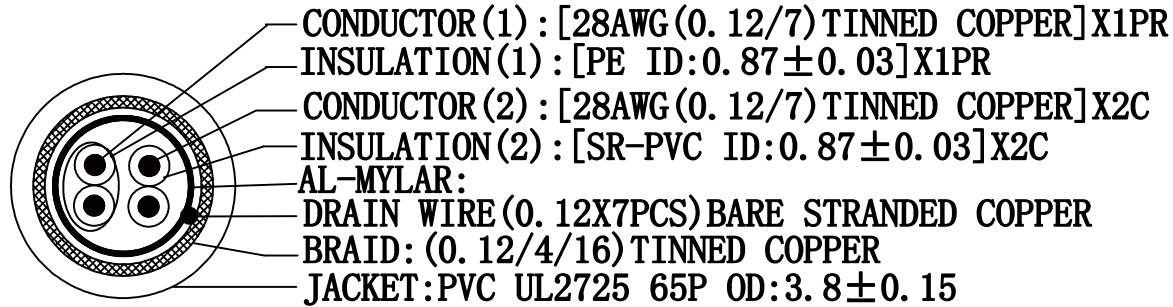 CONDUCTOR(1):[28AWG(0.12/7)TINNED COPPER]X1PR
INSULATION(1):[PE ID:0.87±0.03]X1PR
CONDUCTOR(2):[28AWG(0.12/7)TINNED COPPER]X2C
INSULATION(2):[SR-PVC ID:0.87±0.03]X2C
AL-MYLAR:
DRAIN WIRE(0.12X7PCS)BARE STRANDED COPPER
BRAID:(0.12/4/16)TINNED COPPER
JACKET:PVC UL2725 65P OD:3.8±0.15